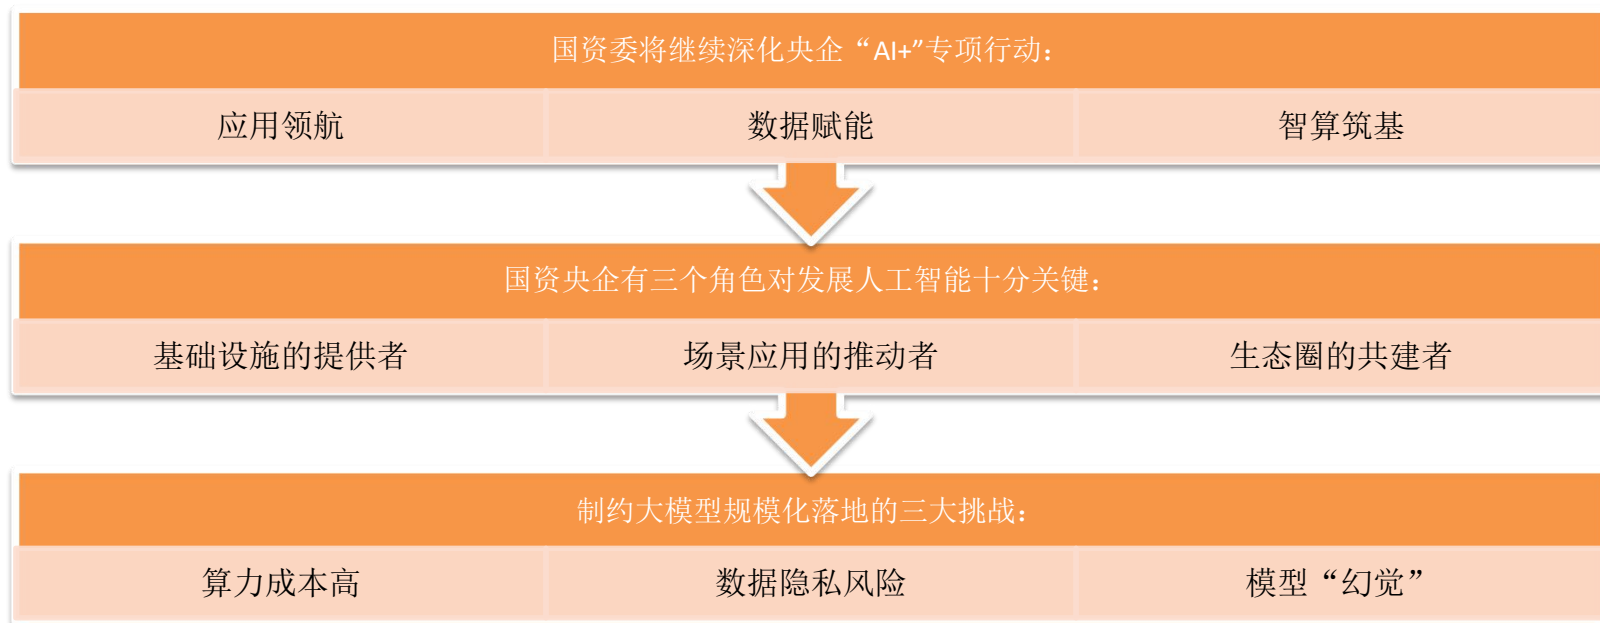 国资委将继续深化央企“AI+”专项行动：
应用领航
数据赋能
智算筑基
国资央企有三个角色对发展人工智能十分关键：
基础设施的提供者
场景应用的推动者
生态圈的共建者
制约大模型规模化落地的三大挑战：
算力成本高
数据隐私风险
模型“幻觉”